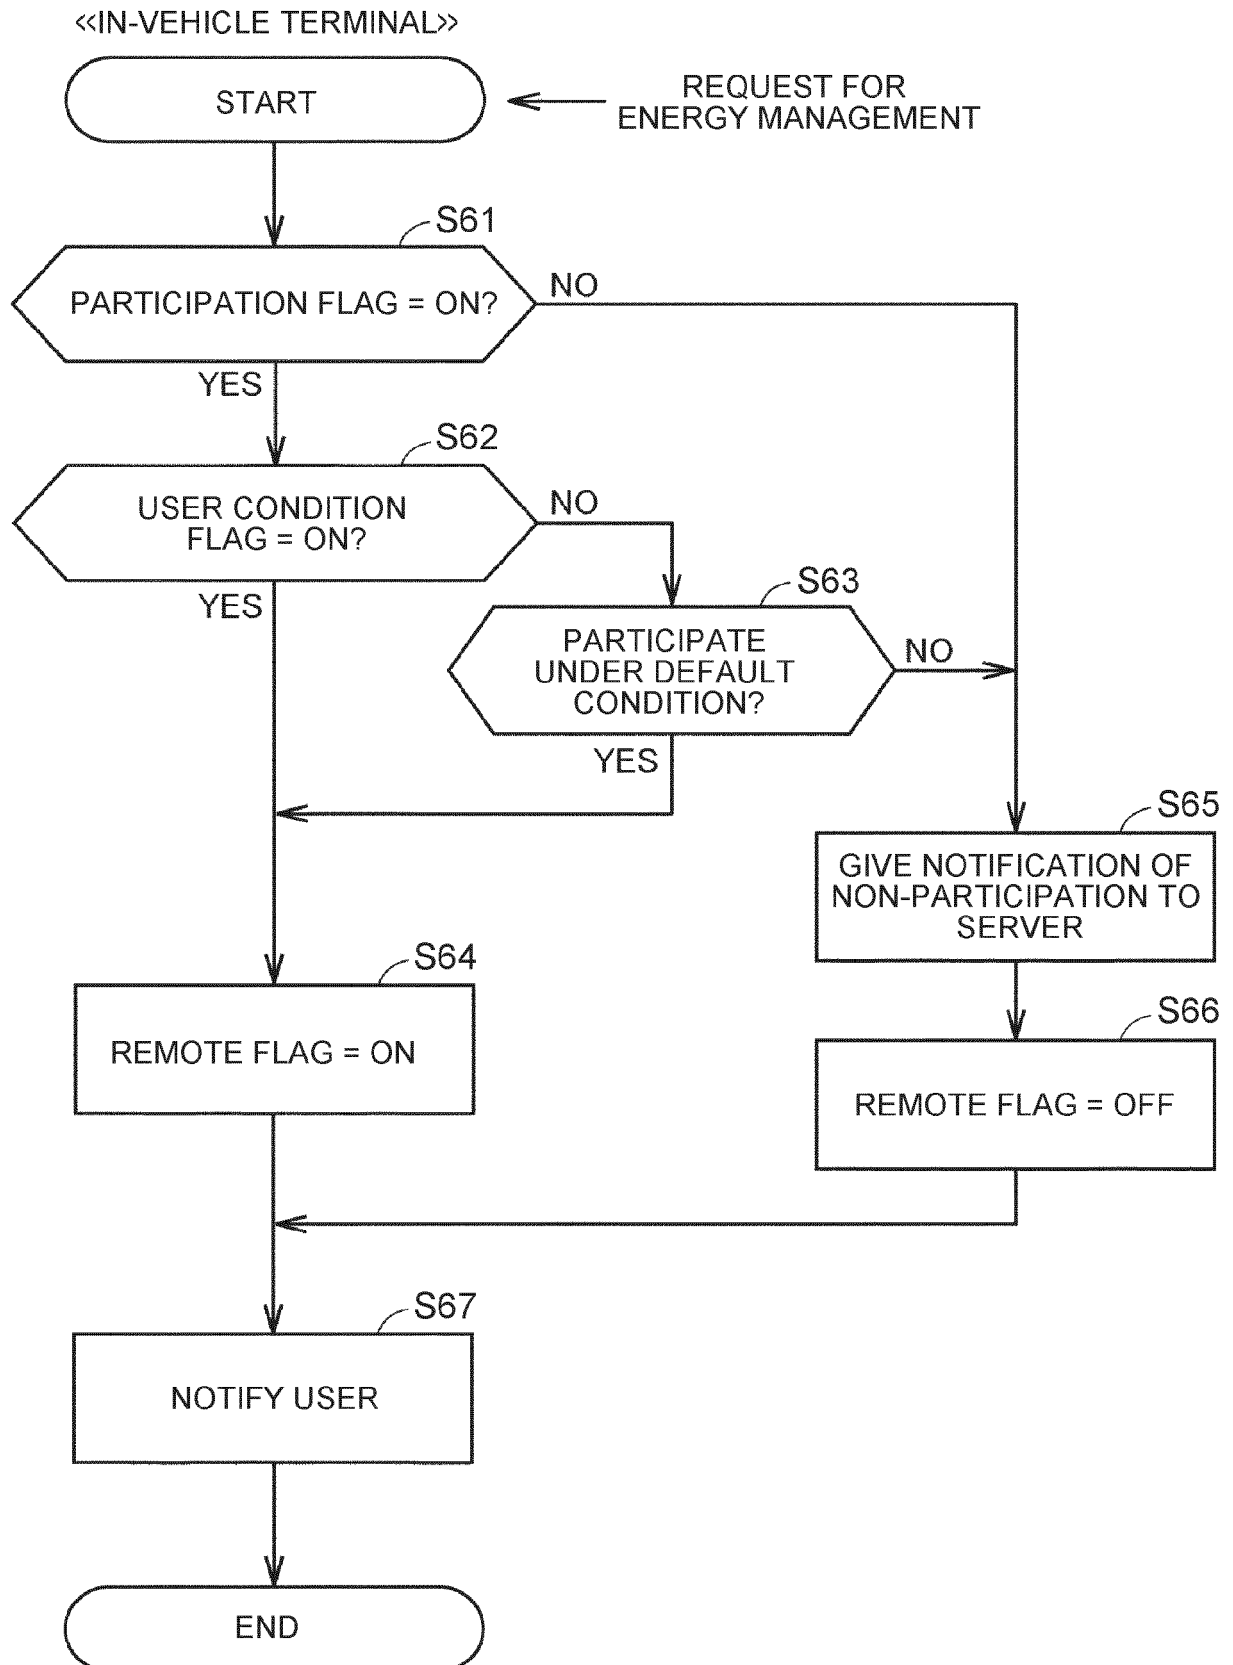 «IN-VEHICLE TERMINAL»
START
REQUEST FOR
ENERGY MANAGEMENT
S61
PARTICIPATION FLAG = ON?
NO
YES
S62
USER CONDITION
FLAG = ON?
NO
YES
S63
PARTICIPATE
UNDER DEFAULT
CONDITION?
NO
YES
S65
GIVE NOTIFICATION OF
NON-PARTICIPATION TO
SERVER
S64
REMOTE FLAG = ON
S66
REMOTE FLAG = OFF
S67
NOTIFY USER
END